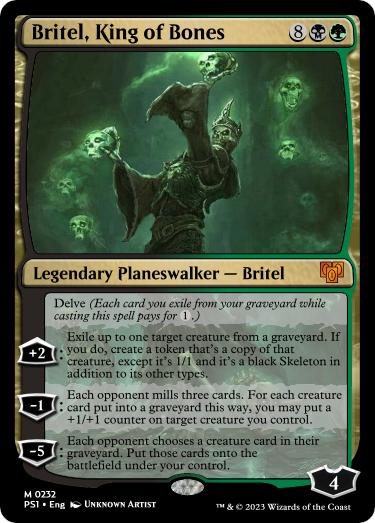 Britel, King of Bones 8
Legendary Planeswalker — Britel
Delve (Each card you exile from your graveyard while
casting this spell pays for 1.)
+2: Exile up to one target creature from a graveyard. If
you do, create a token that's a copy of that
creature, except it's 1/1 and it's a black Skeleton in
addition to its other types.
-1: Each opponent mills three cards. For each
creature card put into a graveyard this way, you may put a
+1/+1 counter on target creature you control.
-5: Each opponent chooses a creature card in their
graveyard. Put those cards onto the
battlefield under your control.
4
M 0232
PS1 • Eng Unknown Artist
™ & © 2023 Wizards of the Coast